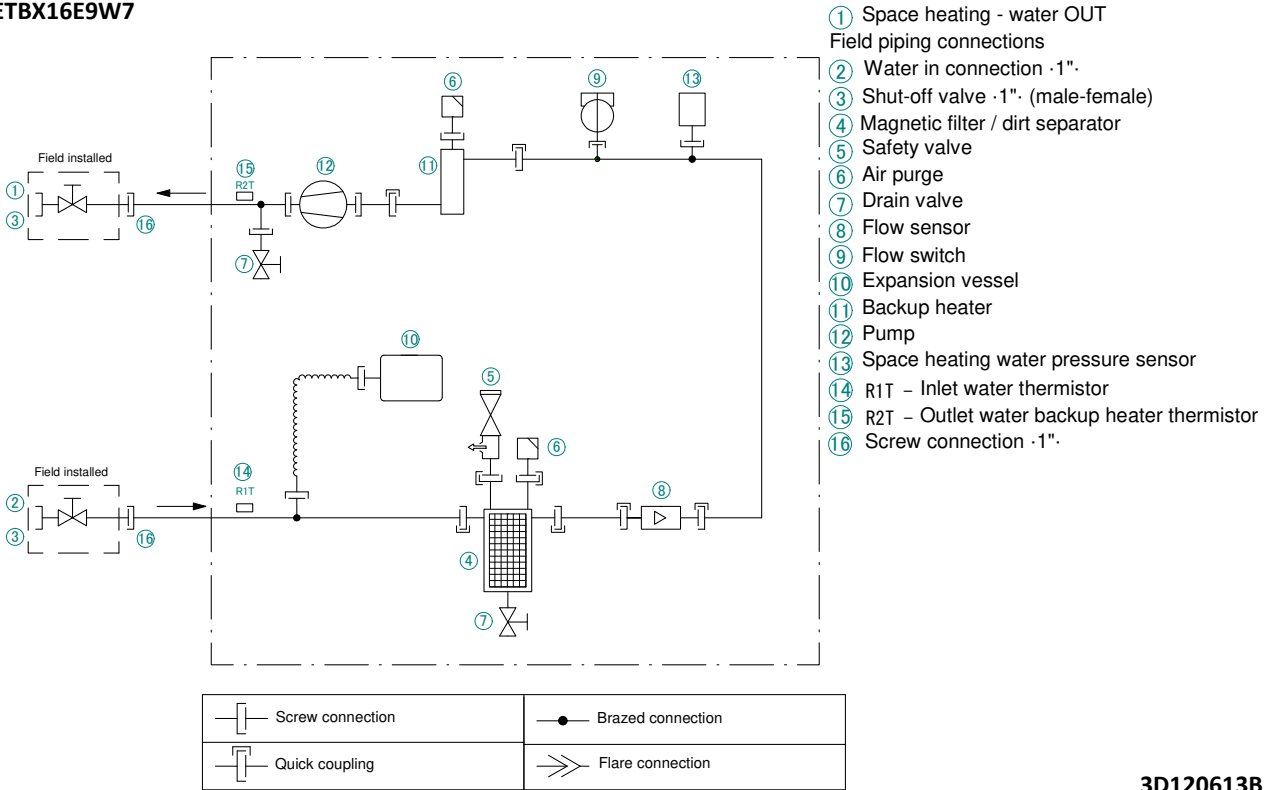 ETBX16E9W7
① Space heating - water OUT
Field piping connections
② Water in connection ·1"·
③ Shut-off valve ·1"· (male-female)
④ Magnetic filter / dirt separator
⑤ Safety valve
⑥ Air purge
⑦ Drain valve
⑧ Flow sensor
⑨ Flow switch
⑩ Expansion vessel
⑪ Backup heater
⑫ Pump
⑬ Space heating water pressure sensor
⑭ R1T – Inlet water thermistor
⑮ R2T – Outlet water backup heater thermistor
⑯ Screw connection ·1"·
⑥
⑨
⑬
Field installed
①
③
⑯
⑮
R2T
⑫
⑪
⑦
⑩
⑤
⑥
Field installed
②
③
⑯
⑭
R1T
④
⑧
⑦
Screw connection
Brazed connection
Quick coupling
Flare connection
3D120613B